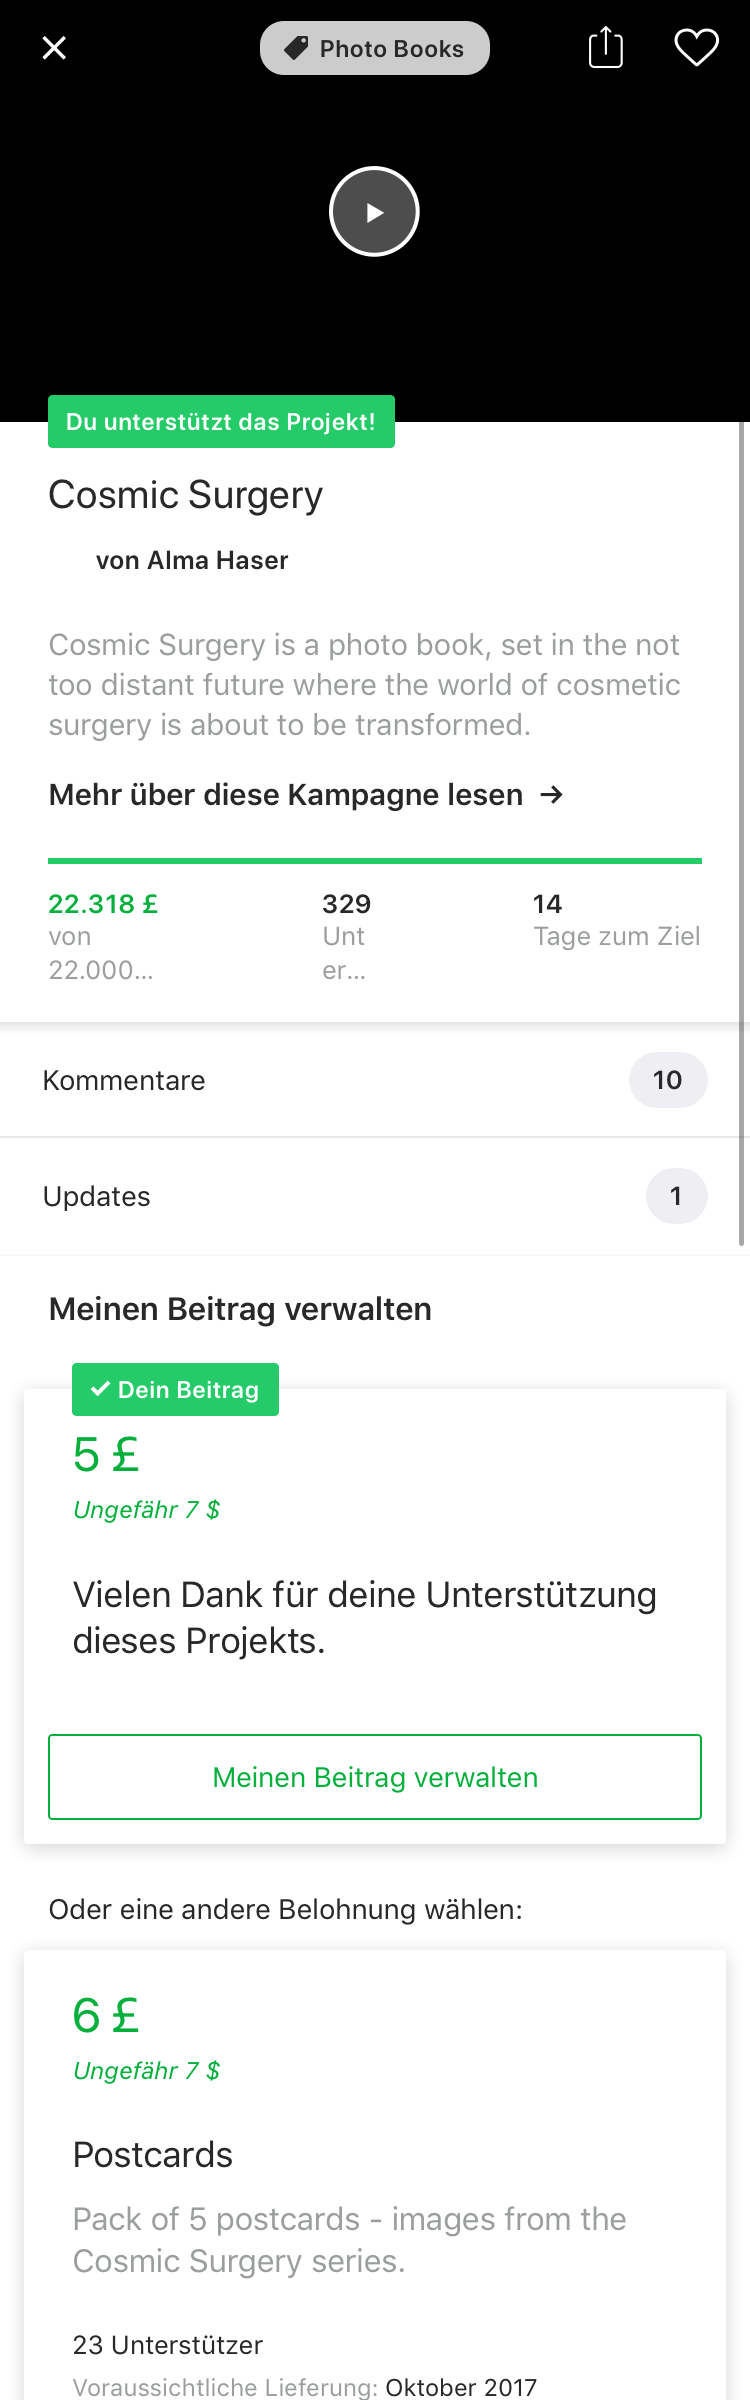 Photo Books
Du unterstützt das Projekt!
Cosmic Surgery
von Alma Haser
Cosmic Surgery is a photo book, set in the not
too distant future where the world of cosmetic
surgery is about to be transformed.
Mehr über diese Kampagne lesen →
22.318 £
von
22.000...
329
Unt
er...
14
Tage zum Ziel
Kommentare
10
Updates
1
Meinen Beitrag verwalten
Dein Beitrag
5 £
Ungefähr 7 $
Vielen Dank für deine Unterstützung
dieses Projekts.
Meinen Beitrag verwalten
Oder eine andere Belohnung wählen:
6 £
Ungefähr 7 $
Postcards
Pack of 5 postcards - images from the
Cosmic Surgery series.
23 Unterstützer
Voraussichtliche Lieferung: Oktober 2017